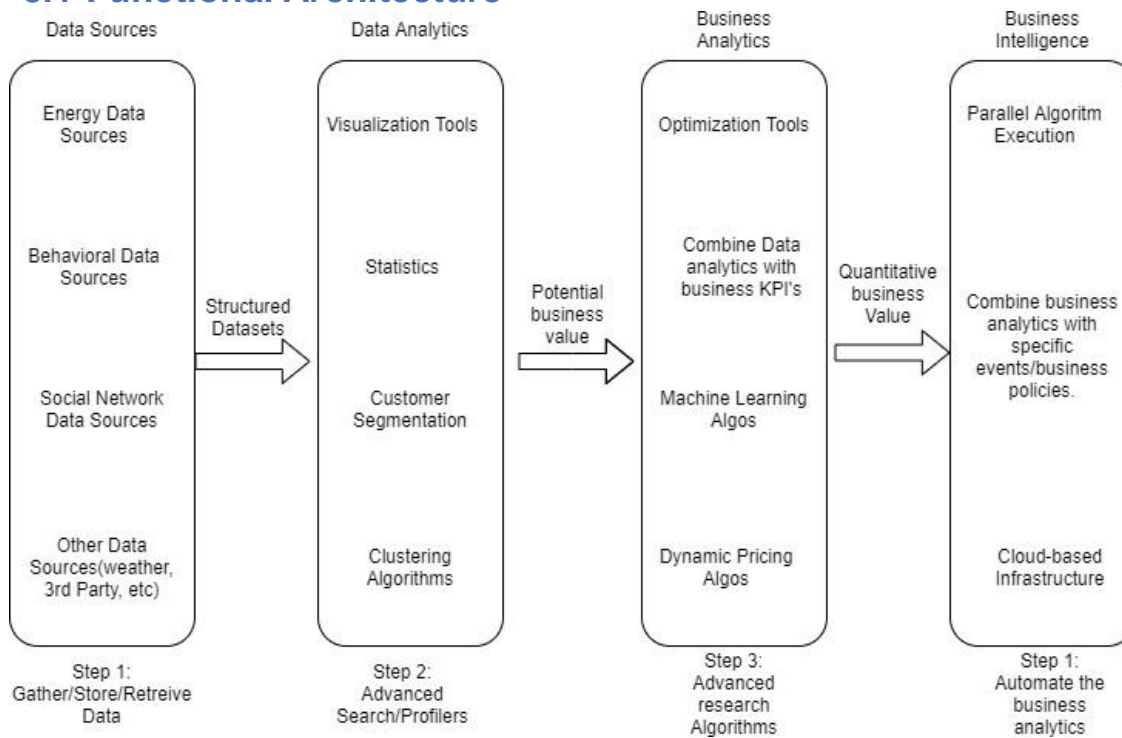 Data Sources
Energy Data
Sources
Behavioral Data
Sources
Social Network
Data Sources
Other Data
Sources(weather,
3rd Party, etc)
Step 1:
Gather/Store/Retreive
Data
Structured
Datasets
Data Analytics
Visualization Tools
Statistics
Customer
Segmentation
Clustering
Algorithms
Step 2:
Advanced
Search/Profilers
Potential
business
value
Business
Analytics
Optimization Tools
Combine Data
analytics with
business KPI's
Machine Learning
Algos
Dynamic Pricing
Algos
Step 3:
Advanced
research
Algorithms
Quantitative
business
Value
Business
Intelligence
Parallel Algoritm
Execution
Combine business
analytics with
specific
events/business
policies.
Cloud-based
Infrastructure
Step 1:
Automate the
business
analytics